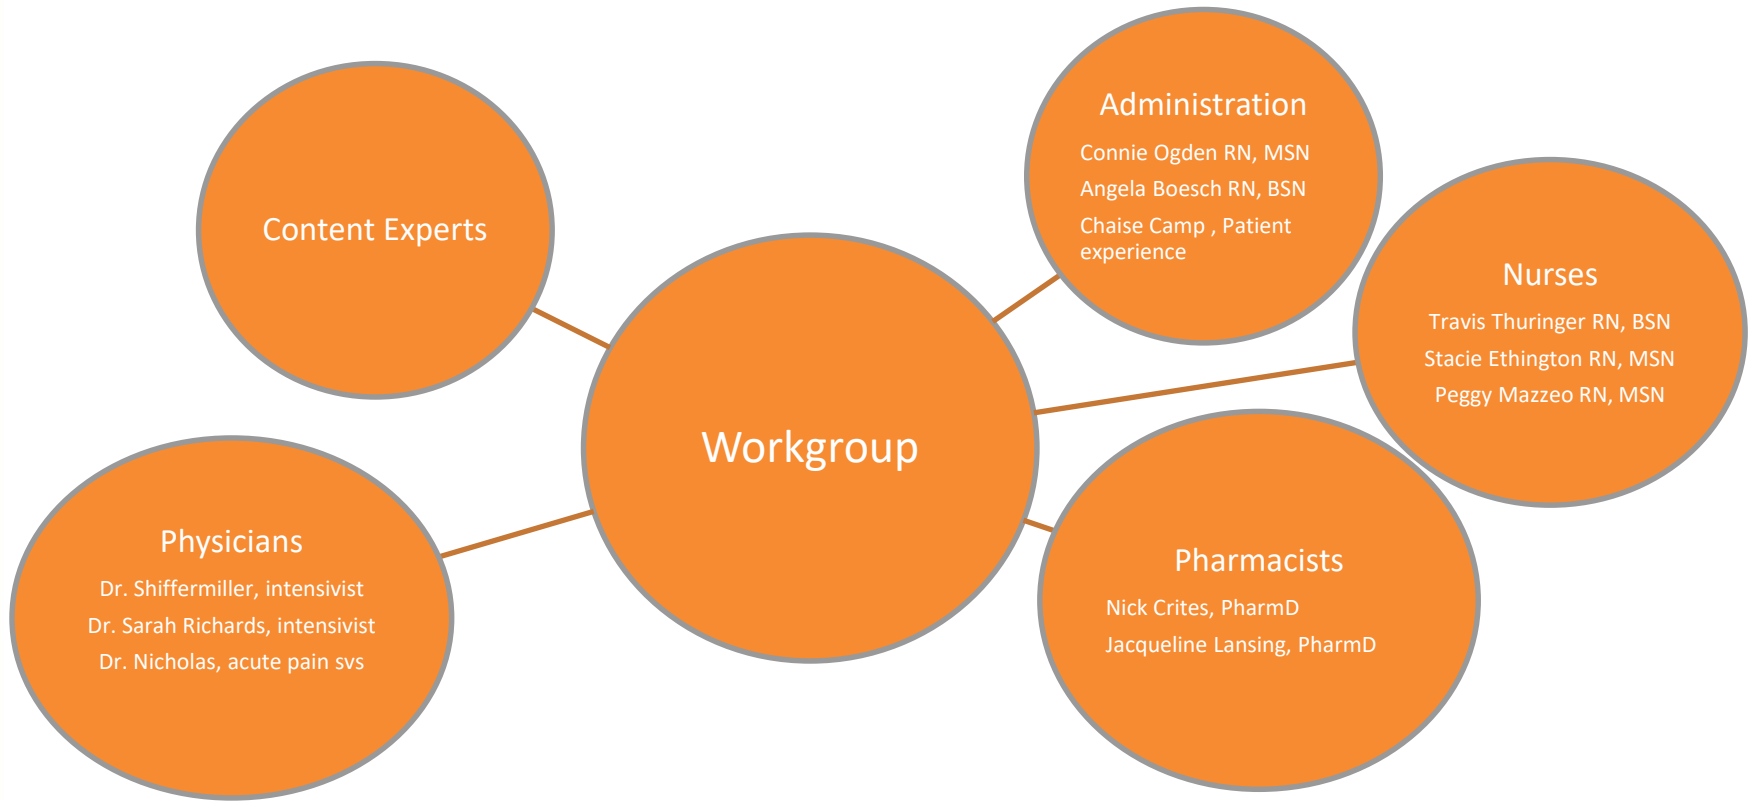 Content Experts
Workgroup
Administration
Connie Ogden RN, MSN
Angela Boesch RN, BSN
Chaise Camp , Patient
experience
Nurses
Travis Thuringer RN, BSN
Stacie Ethington RN, MSN
Peggy Mazzeo RN, MSN
Physicians
Dr. Shiffermiller, intensivist
Dr. Sarah Richards, intensivist
Dr. Nicholas, acute pain svs
Pharmacists
Nick Crites, PharmD
Jacqueline Lansing, PharmD